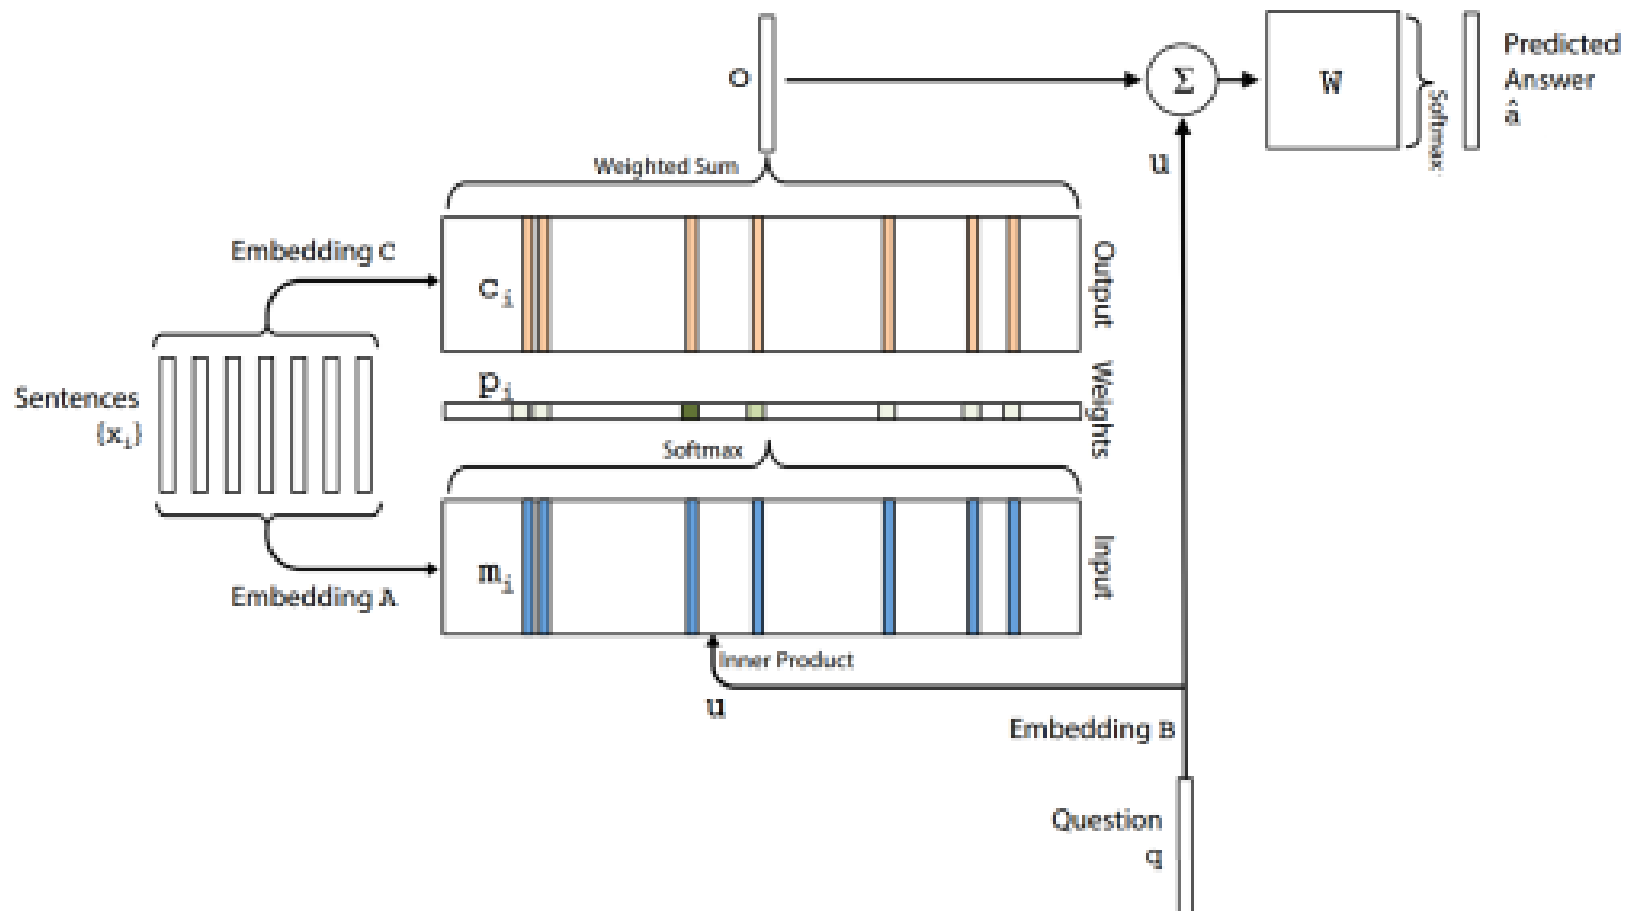 o
Σ
W
Softmax
Predicted
Answer
â
u
Weighted Sum
Embedding C
c_i
Output
Sentences
{x_i}
p_i
Weights
Softmax
m_i
Input
Embedding A
Inner Product
u
Embedding B
Question
q